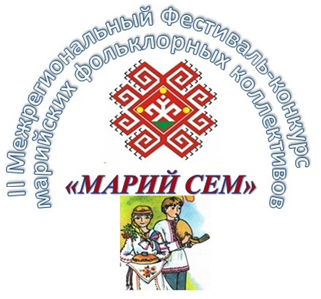 II Межрегиональный Фестиваль-конкурс
марийских фольклорных коллективов
«МАРИЙ СЕМ»